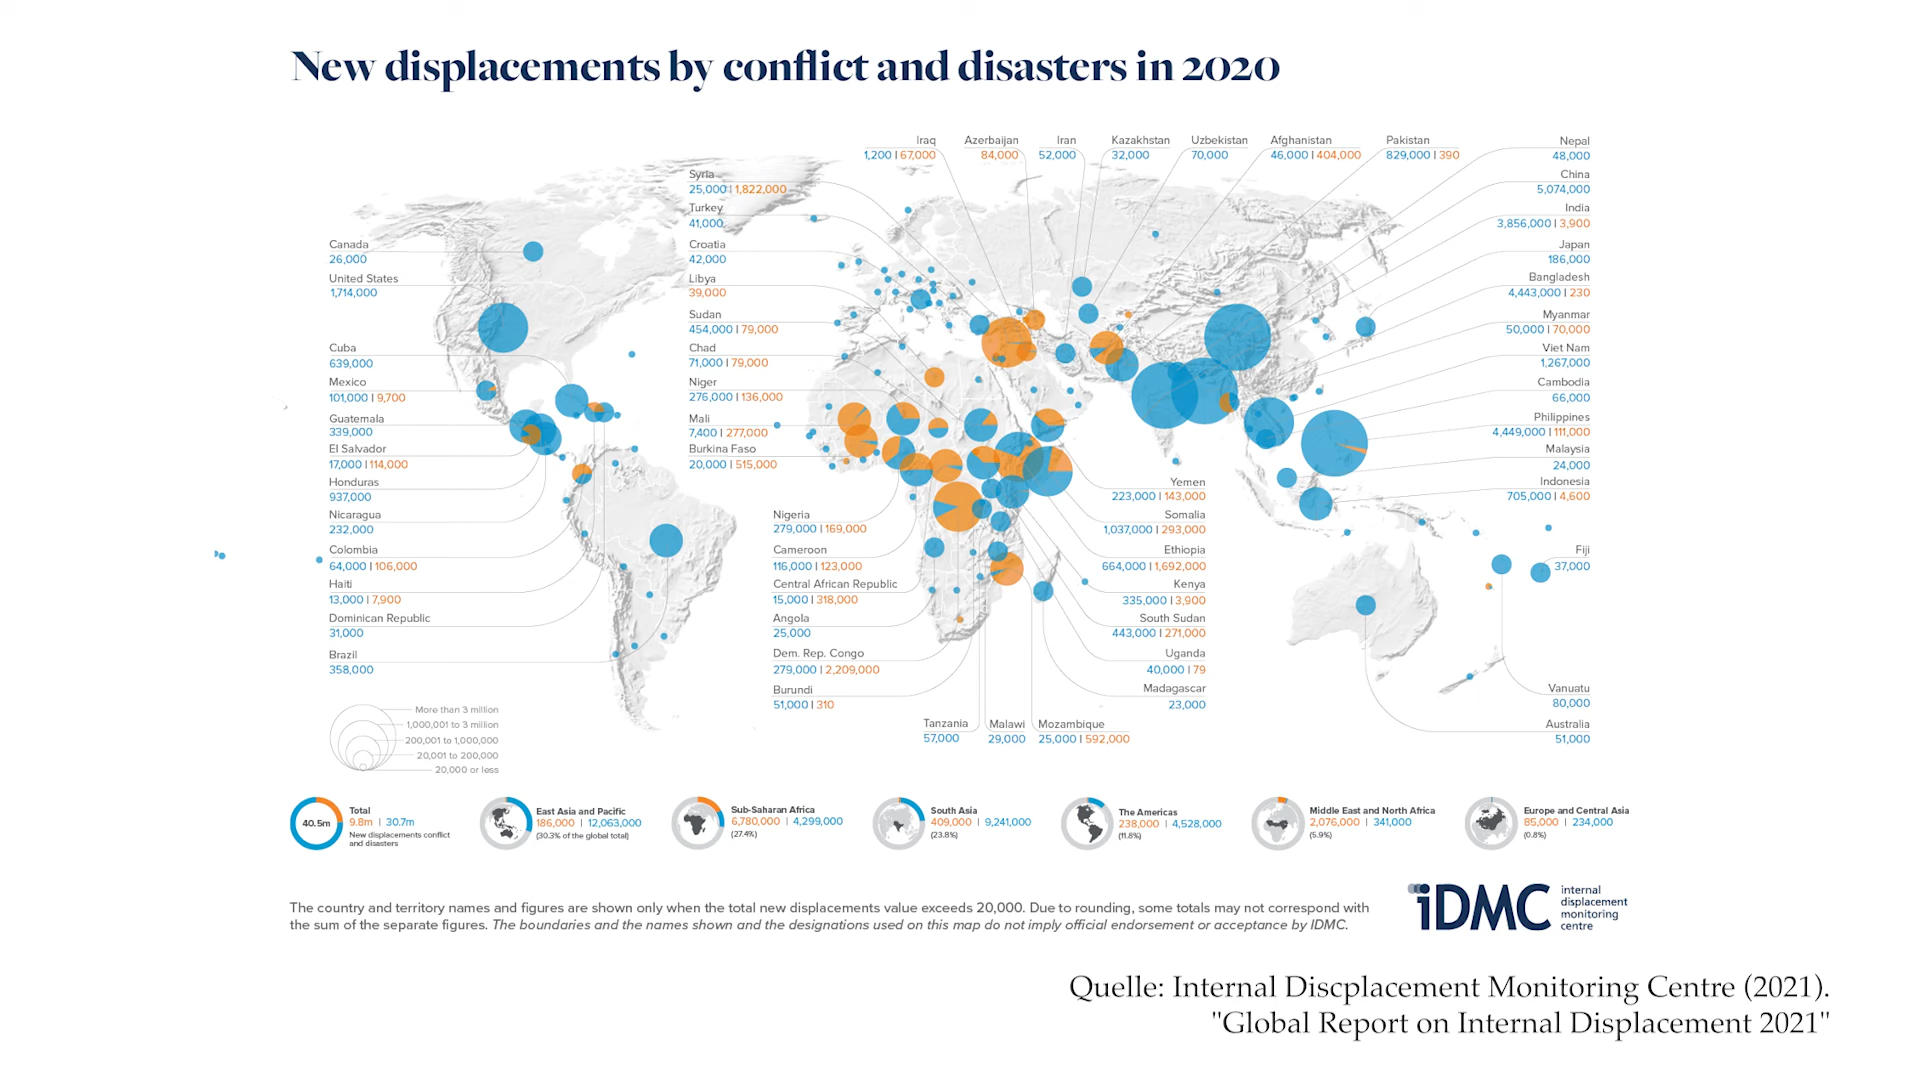 New displacements by conflict and disasters in 2020
Iraq
1,200 | 67,000
Azerbaijan
84,000
Iran
52,000
Kazakhstan
32,000
Uzbekistan
70,000
Afghanistan
46,000 | 404,000
Pakistan
829,000 | 390
Nepal
48,000
China
5,074,000
India
3,856,000 | 3,900
Japan
186,000
Bangladesh
4,443,000 | 230
Myanmar
50,000 | 70,000
Viet Nam
1,267,000
Cambodia
66,000
Philippines
4,449,000 | 111,000
Malaysia
24,000
Indonesia
705,000 | 4,600
Syria
25,000 | 1,822,000
Turkey
41,000
Croatia
42,000
Libya
39,000
Sudan
454,000 | 79,000
Chad
71,000 | 79,000
Niger
276,000 | 136,000
Mali
7,400 | 277,000
Burkina Faso
20,000 | 515,000
Canada
26,000
United States
1,714,000
Cuba
639,000
Mexico
101,000 | 9,700
Guatemala
339,000
El Salvador
17,000 | 114,000
Honduras
937,000
Nicaragua
232,000
Colombia
64,000 | 106,000
Haiti
13,000 | 7,900
Dominican Republic
31,000
Brazil
358,000
Nigeria
279,000 | 169,000
Cameroon
116,000 | 123,000
Central African Republic
15,000 | 318,000
Angola
25,000
Dem. Rep. Congo
279,000 | 2,209,000
Burundi
51,000 | 310
Tanzania
57,000
Malawi
29,000
Mozambique
25,000 | 592,000
Yemen
223,000 | 143,000
Somalia
1,037,000 | 293,000
Ethiopia
664,000 | 1,692,000
Kenya
335,000 | 3,900
South Sudan
443,000 | 271,000
Uganda
40,000 | 79
Madagascar
23,000
Fiji
37,000
Vanuatu
80,000
Australia
51,000
More than 3 million
1,000,001 to 3 million
200,001 to 1,000,000
20,001 to 200,000
20,000 or less
40.5m
Total
9.8m | 30.7m
New displacements conflict
and disasters
East Asia and Pacific
186,000 | 12,063,000
(30.3% of the global total)
Sub-Saharan Africa
6,780,000 | 4,299,000
(27.4%)
South Asia
409,000 | 9,241,000
(23.8%)
The Americas
238,000 | 4,528,000
(11.8%)
Middle East and North Africa
2,076,000 | 341,000
(5.9%)
Europe and Central Asia
85,000 | 234,000
(0.8%)
The country and territory names and figures are shown only when the total new displacements value exceeds 20,000. Due to rounding, some totals may not correspond with
the sum of the separate figures. The boundaries and the names shown and the designations used on this map do not imply official endorsement or acceptance by IDMC.
iDMC
internal
displacement
monitoring
centre
Quelle: Internal Discplacement Monitoring Centre (2021).
"Global Report on Internal Displacement 2021"